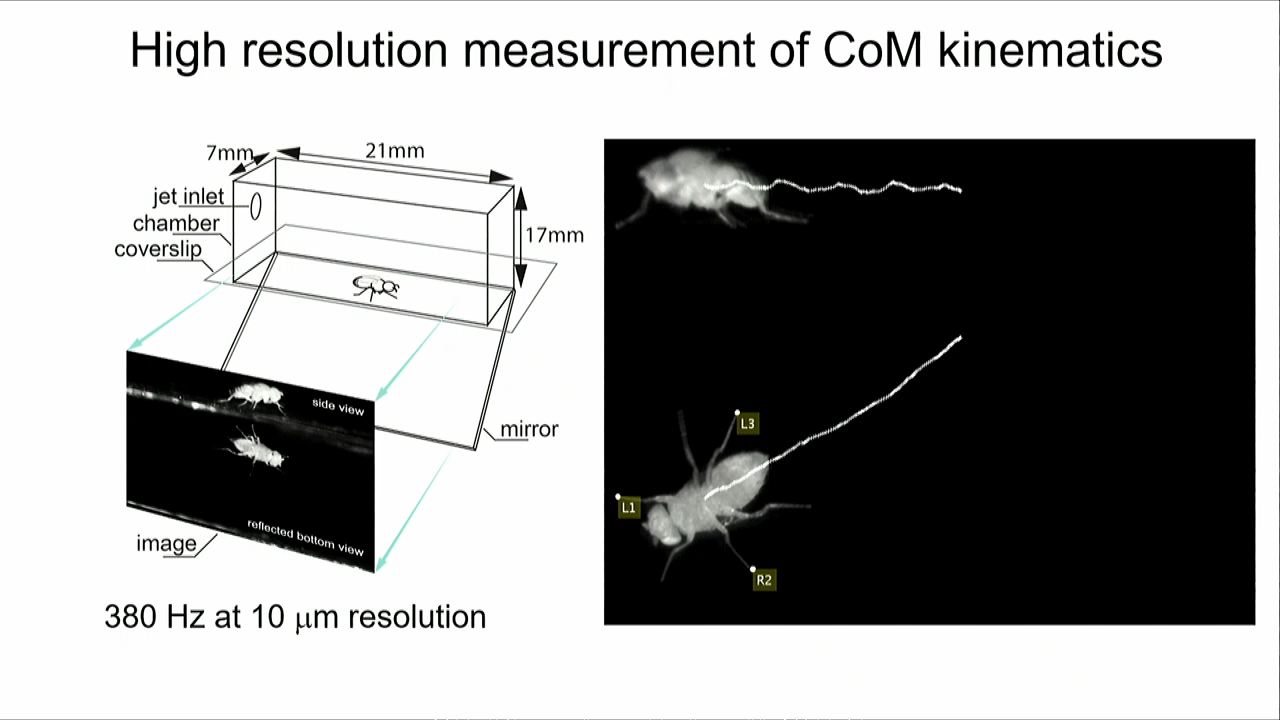 High resolution measurement of CoM kinematics
7mm
21mm
jet inlet
chamber
coverslip
17mm
side view
mirror
reflected bottom view
image
380 Hz at 10 μm resolution
L3
L1
R2